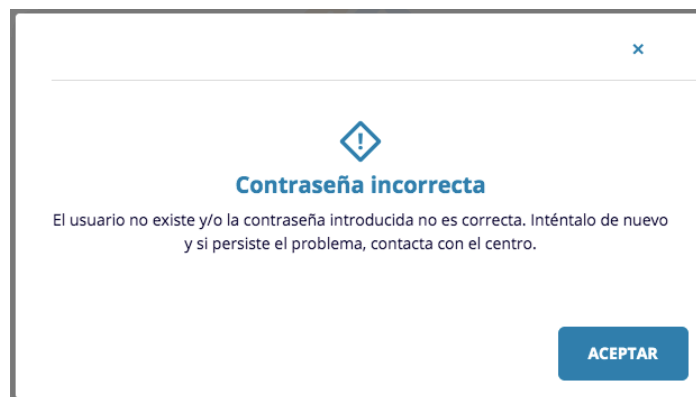 ×
Contraseña incorrecta
El usuario no existe y/o la contraseña introducida no es correcta. Inténtalo de nuevo
y si persiste el problema, contacta con el centro.
ACEPTAR